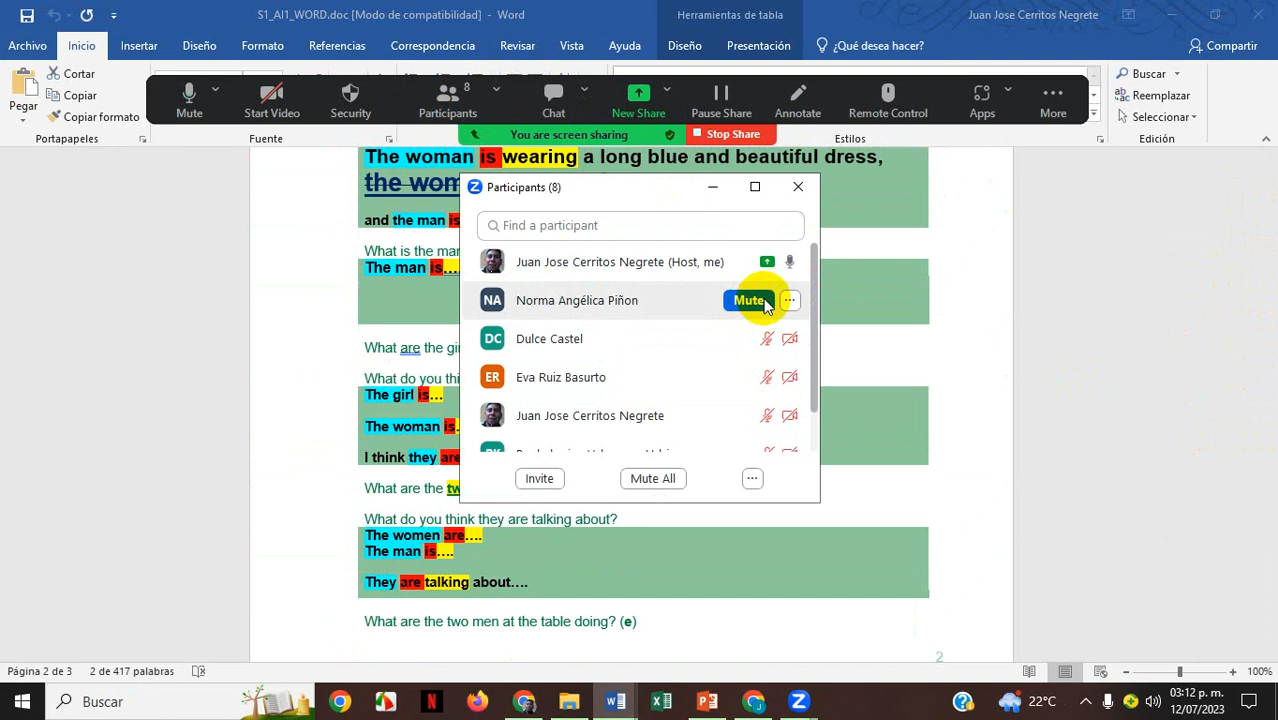 S1_AI1_WORD.doc [Modo de compatibilidad] - Word
Herramientas de tabla
Juan Jose Cerritos Negrete
Archivo Inicio Insertar Diseño Formato Referencias Correspondencia Revisar Vista Ayuda Diseño Presentación ¿Qué desea hacer? Compartir
Pegar
Cortar
Copiar
Copiar formato
Buscar
Reemplazar
Seleccionar
Portapapeles Fuente Estilos Edición
Mute Start Video Security Participants 8 Chat New Share Pause Share Annotate Remote Control Apps More
You are screen sharing Stop Share
The woman is wearing a long blue and beautiful dress,
the wom
and the man is
What is the mar
The man is....
What are the gi
What do you thi
The girl is...
The woman is.
I think they are
What are the tw
What do you think they are talking about?
The women are....
The man is....
They are talking about....
What are the two men at the table doing? (e)
2
Participants (8)
Find a participant
Juan Jose Cerritos Negrete (Host, me)
NA Norma Angélica Piñon Mute
DC Dulce Castel
ER Eva Ruiz Basurto
Juan Jose Cerritos Negrete
Invite Mute All
Página 2 de 3 2 de 417 palabras 100%
Buscar
22°C
03:12 p. m.
12/07/2023